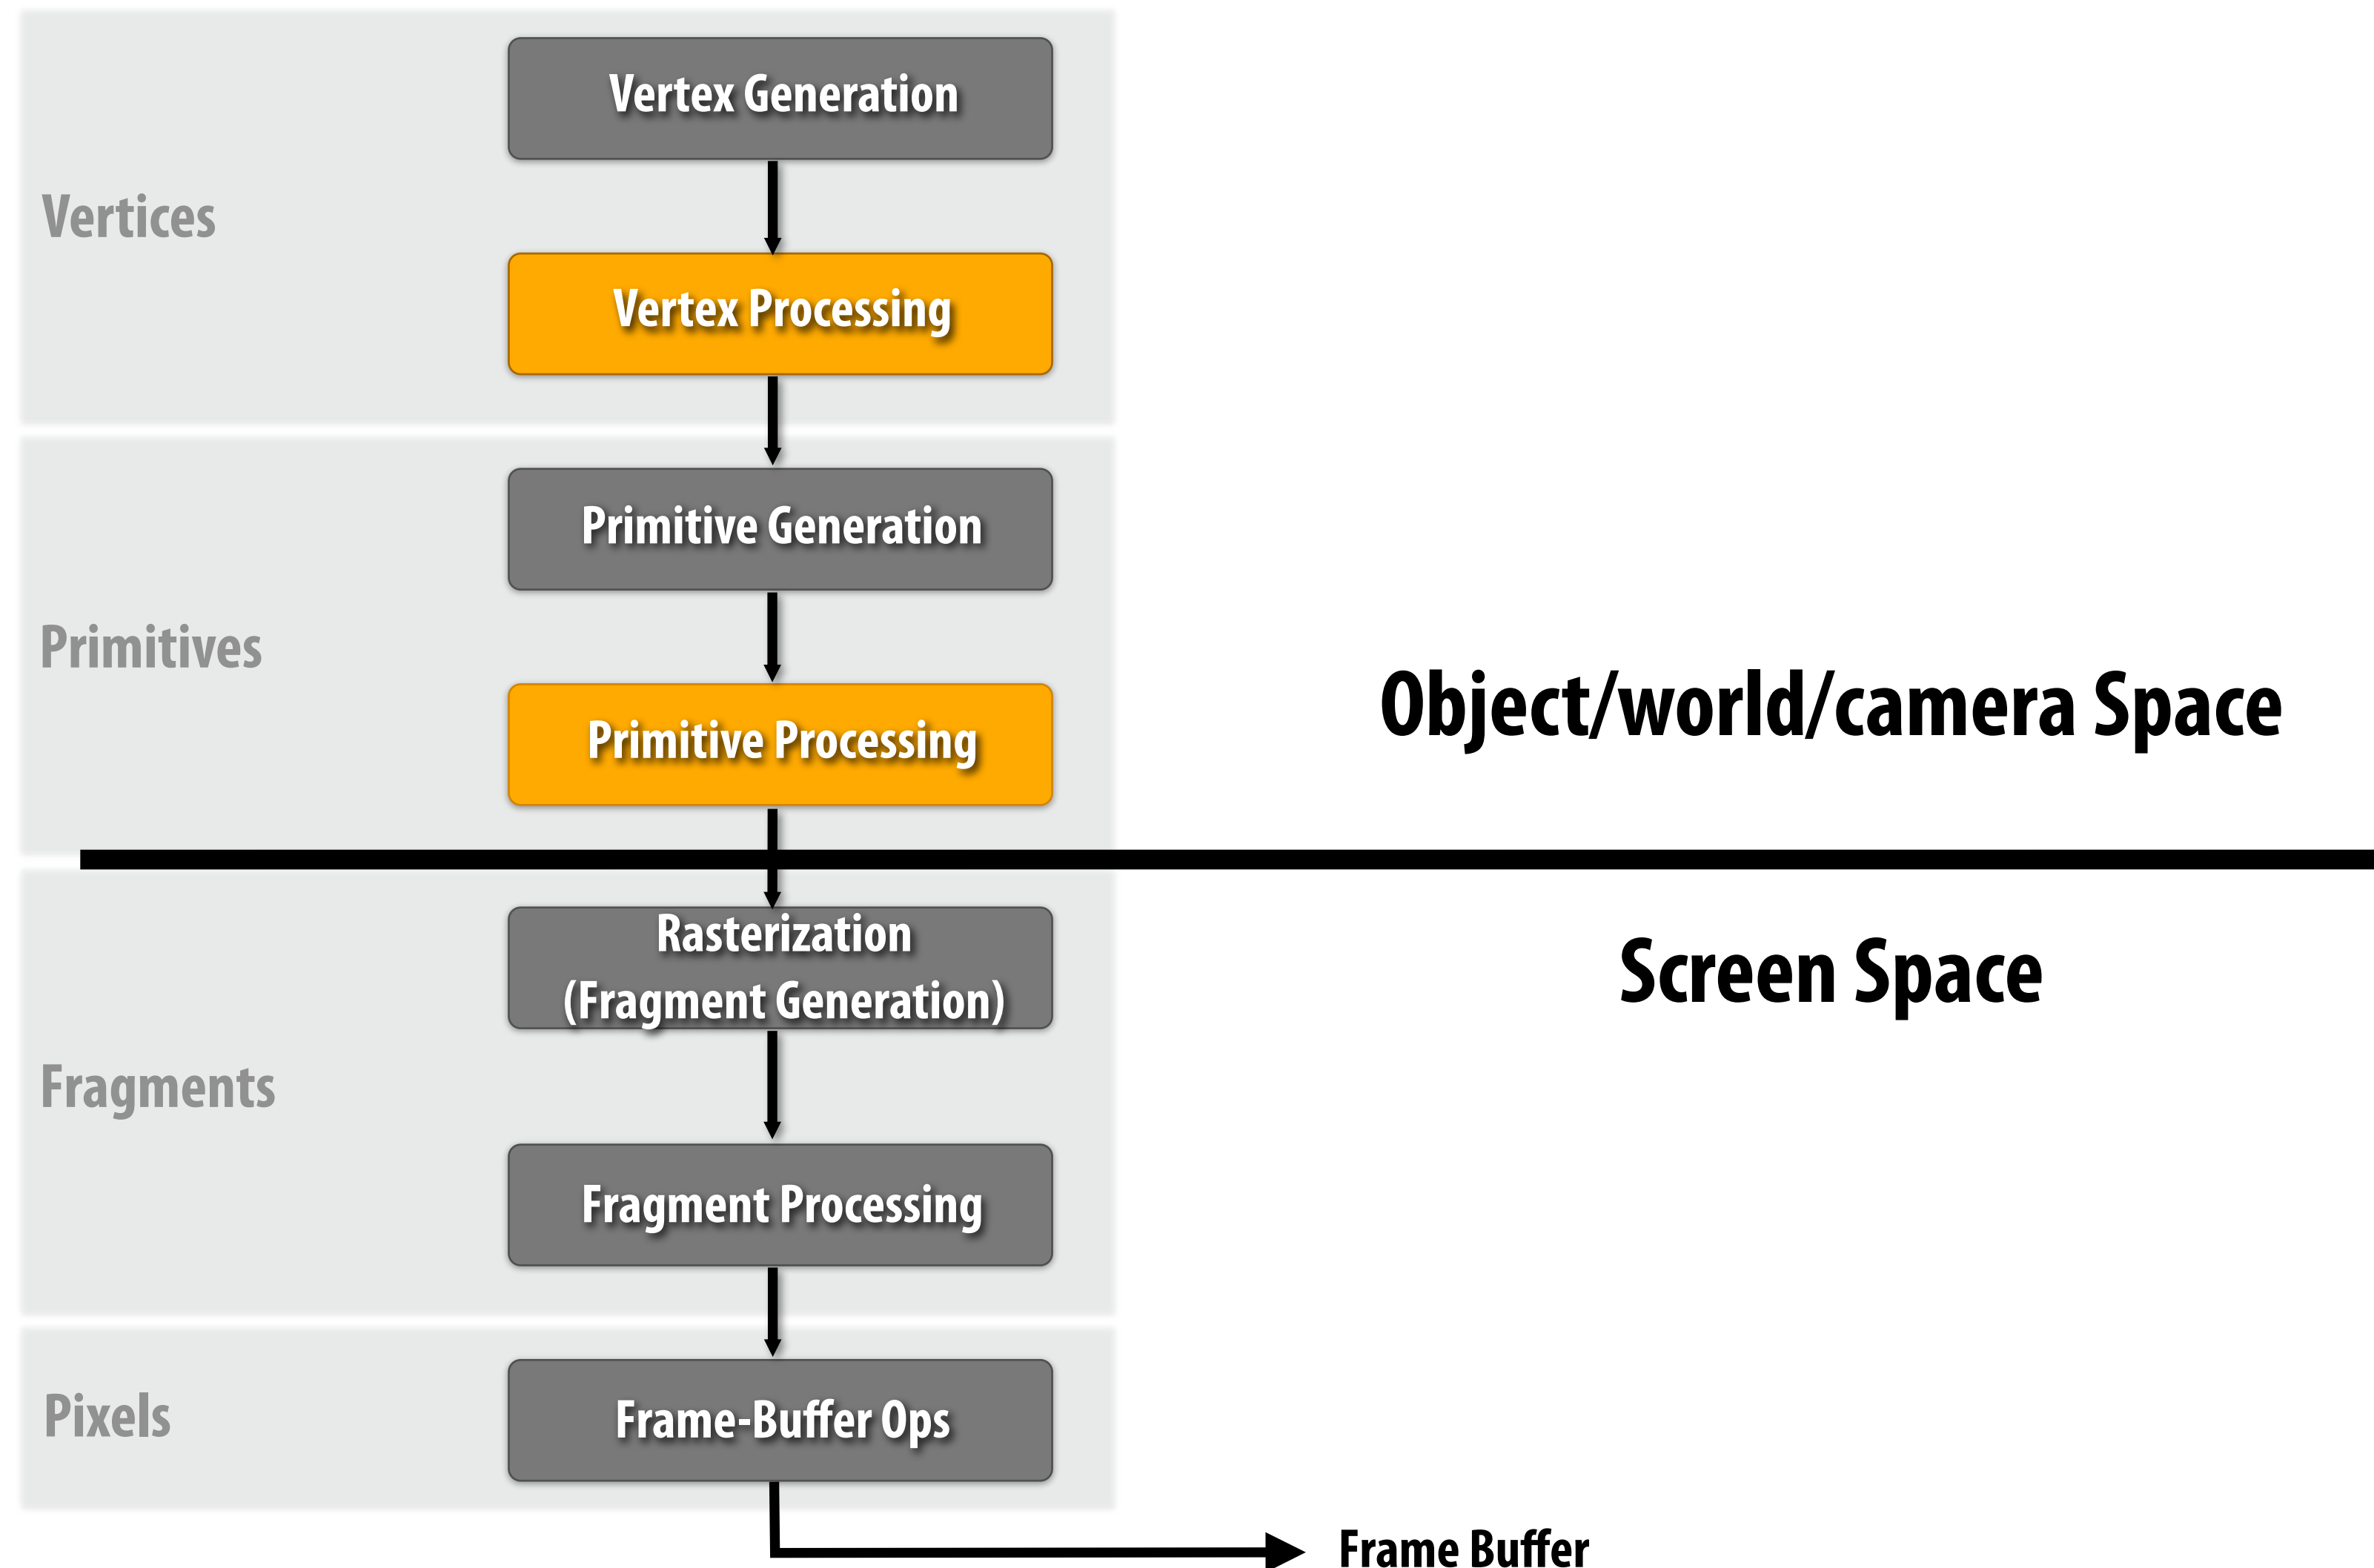 Vertex Generation
Vertices
Vertex Processing
Primitive Generation
Primitives
Primitive Processing
Object/world/camera Space
Rasterization
(Fragment Generation)
Screen Space
Fragments
Fragment Processing
Pixels
Frame-Buffer Ops
Frame Buffer